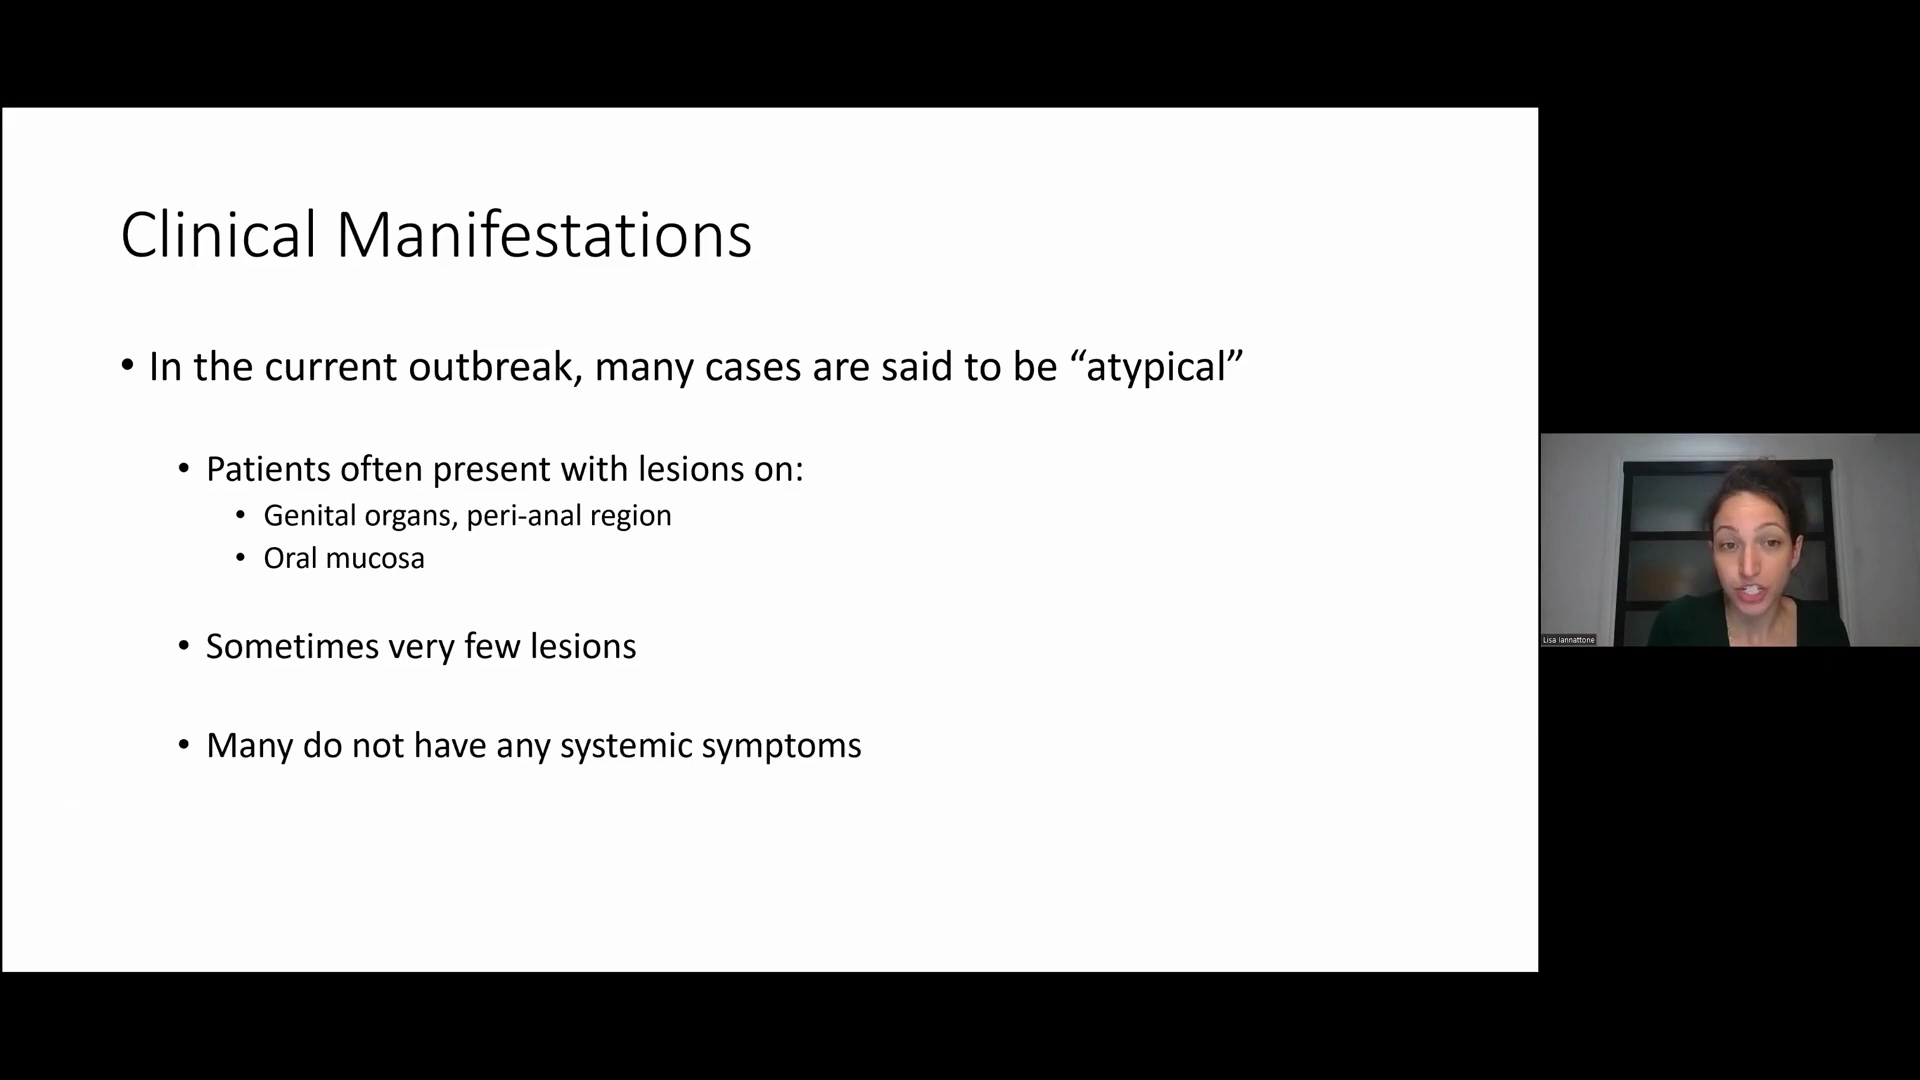 Clinical Manifestations
• In the current outbreak, many cases are said to be “atypical”
• Patients often present with lesions on:
• Genital organs, peri-anal region
• Oral mucosa
• Sometimes very few lesions
• Many do not have any systemic symptoms
Lisa Iannattone